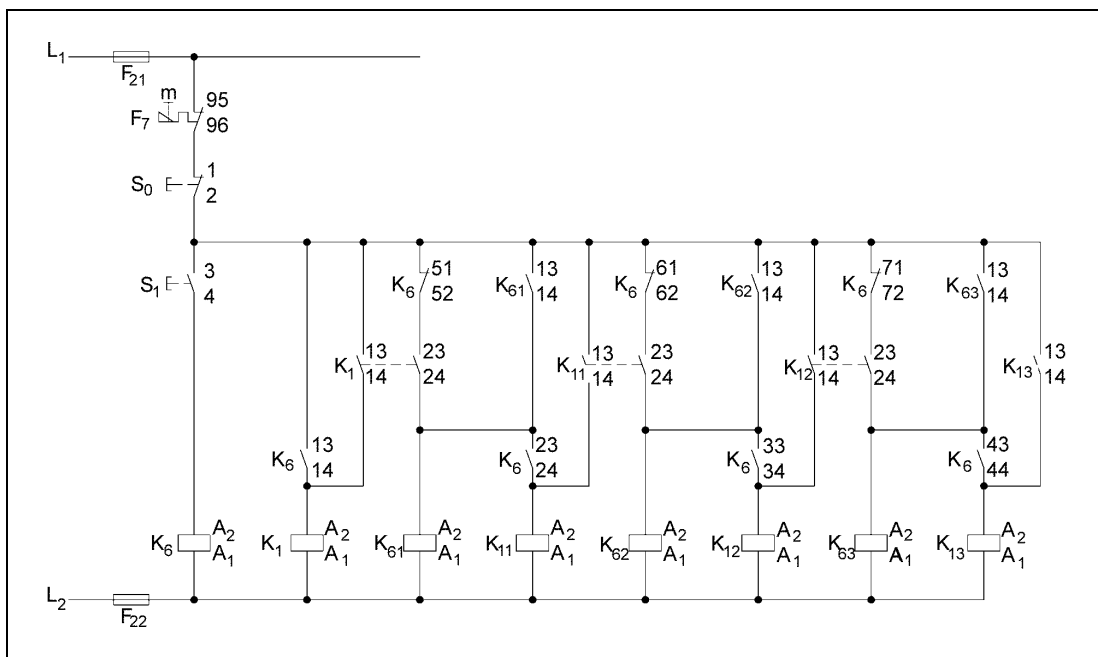 L1
F21
m
F7
95
96
S0
1
2
S1
3
4
K6
51
52
K61
13
14
K6
61
62
K62
13
14
K6
71
72
K63
13
14
K1
13
14
23
24
K11
13
14
23
24
K12
13
14
23
24
K13
13
14
K6
13
14
K6
23
24
K6
33
34
K6
43
44
K6
A2
A1
K1
A2
A1
K61
A2
A1
K11
A2
A1
K62
A2
A1
K12
A2
A1
K63
A2
A1
K13
A2
A1
L2
F22